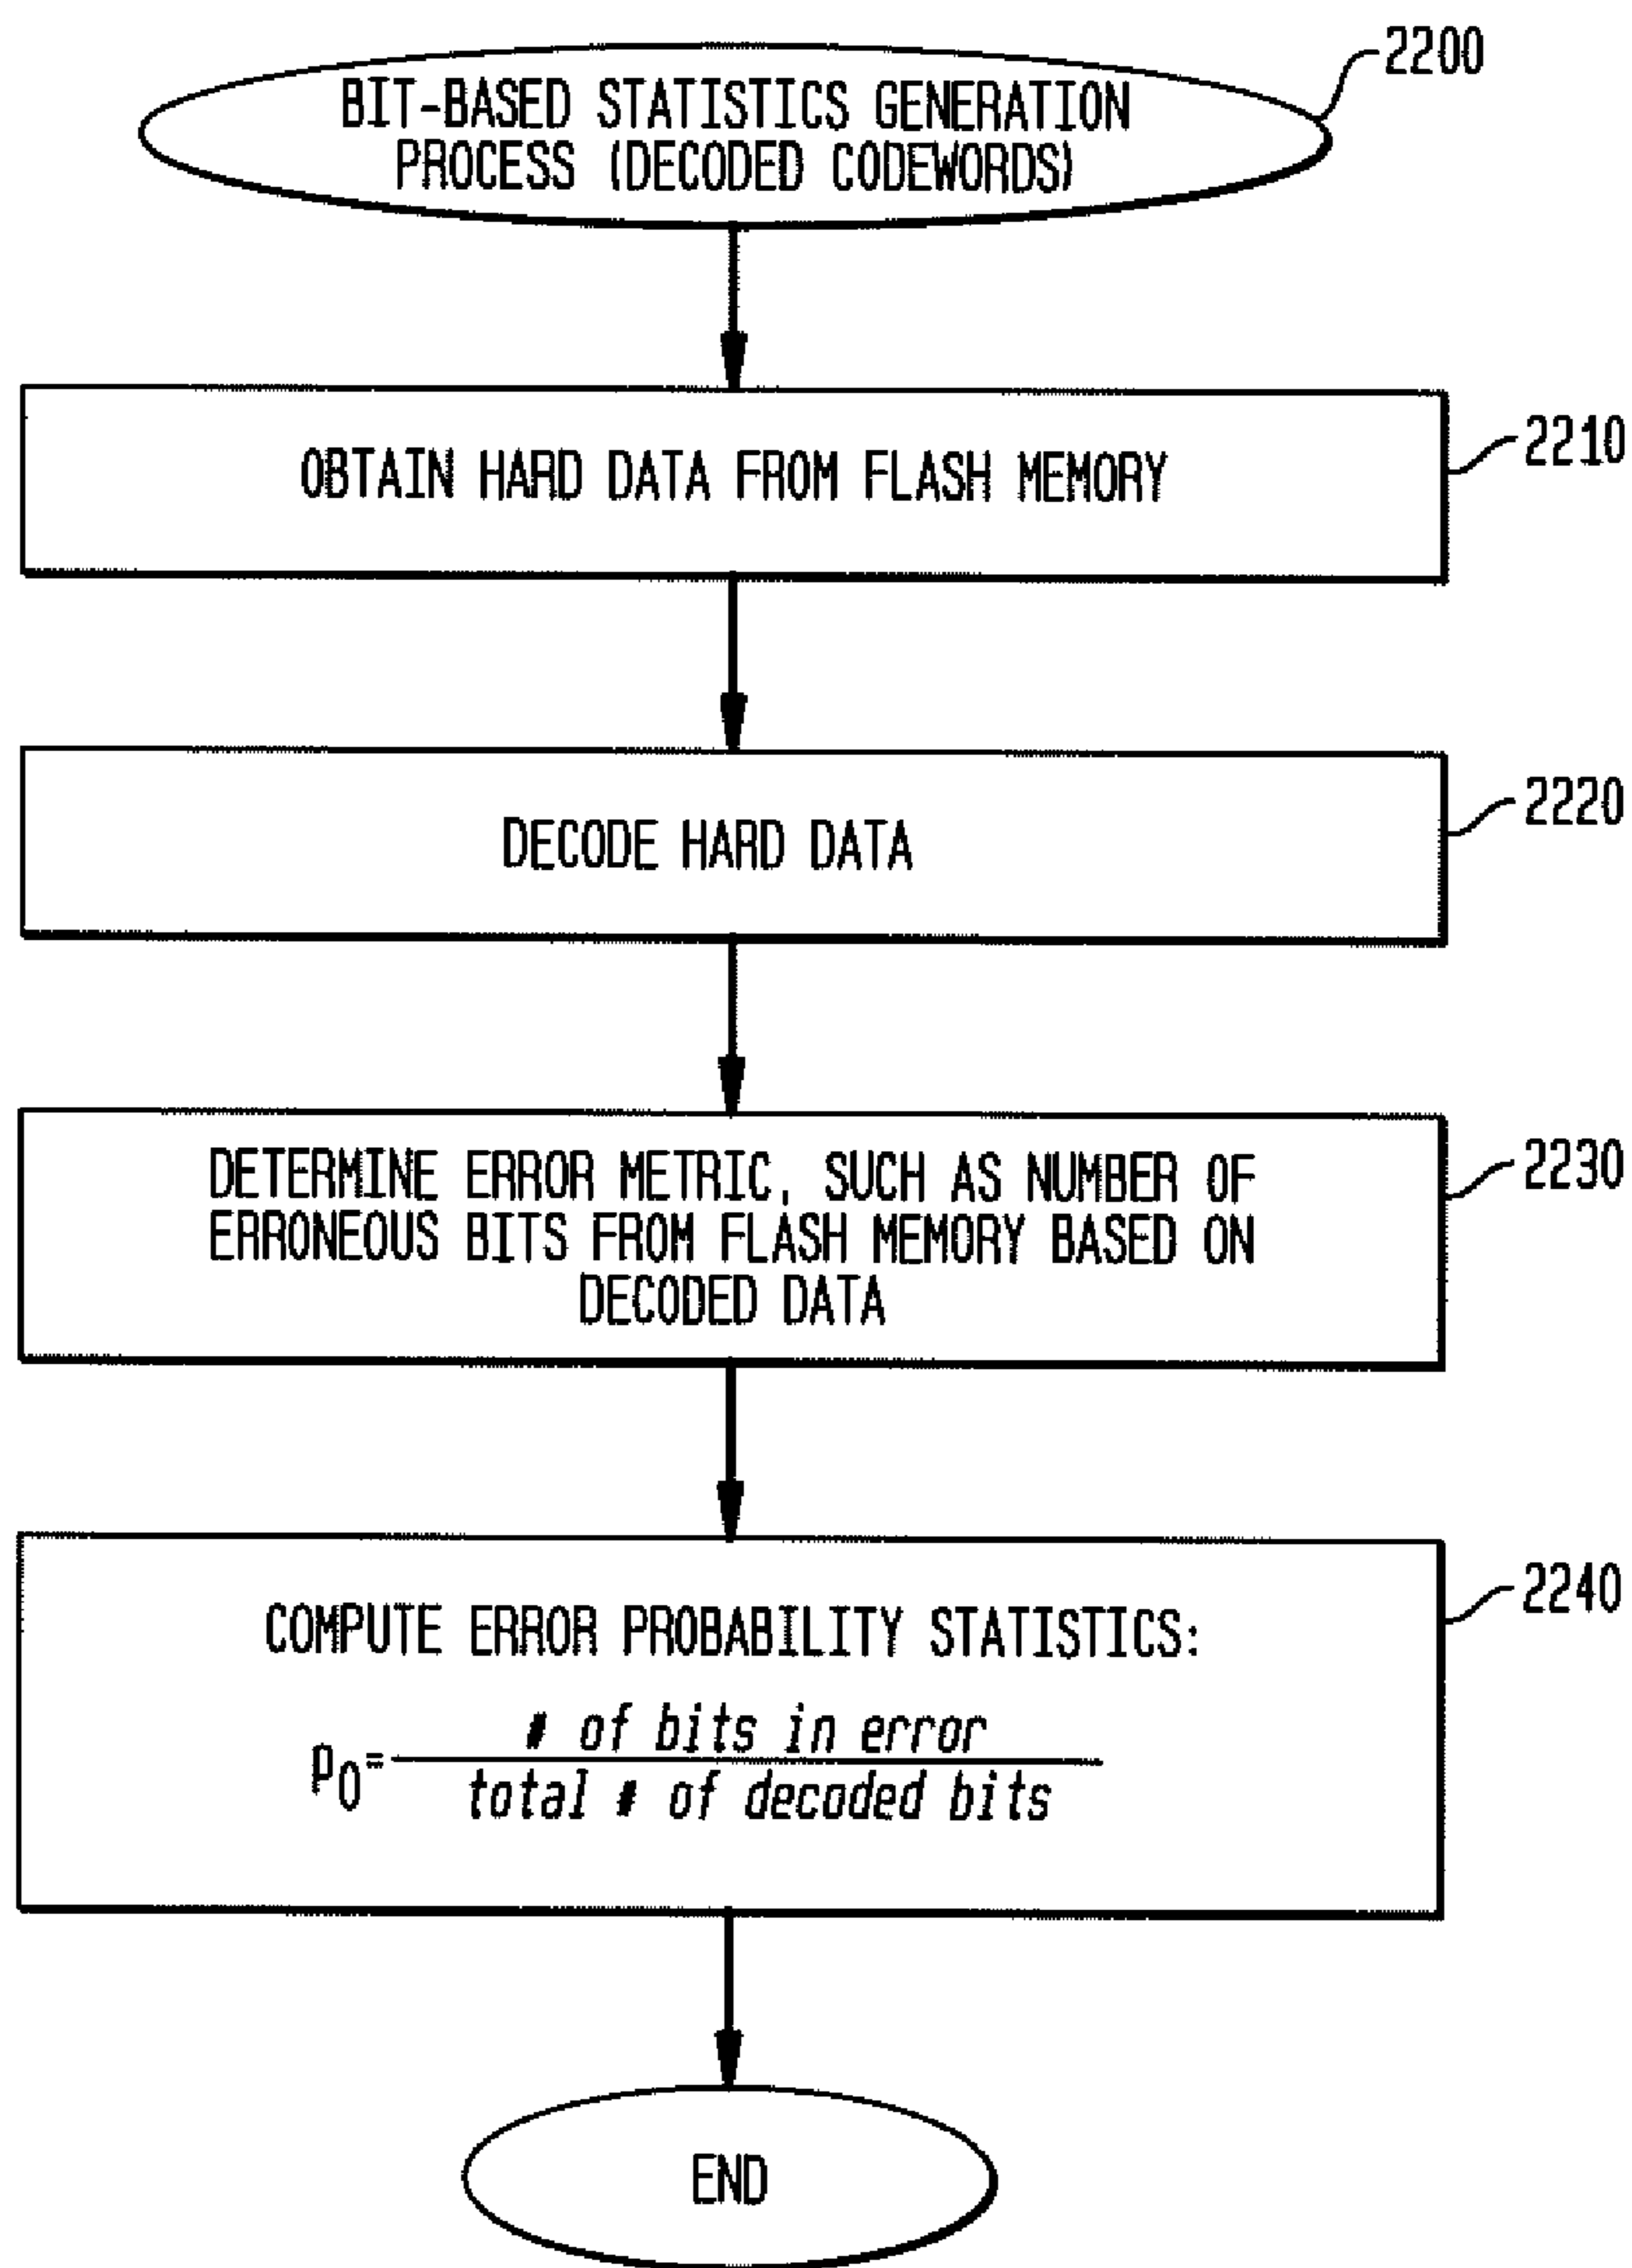 2200
BIT-BASED STATISTICS GENERATION
PROCESS (DECODED CODEWORDS)
OBTAIN HARD DATA FROM FLASH MEMORY
2210
DECODE HARD DATA
2220
DETERMINE ERROR METRIC, SUCH AS NUMBER OF
ERRONEOUS BITS FROM FLASH MEMORY BASED ON
DECODED DATA
2230
COMPUTE ERROR PROBABILITY STATISTICS:
2240
# of bits in error
p0=
total # of decoded bits
END